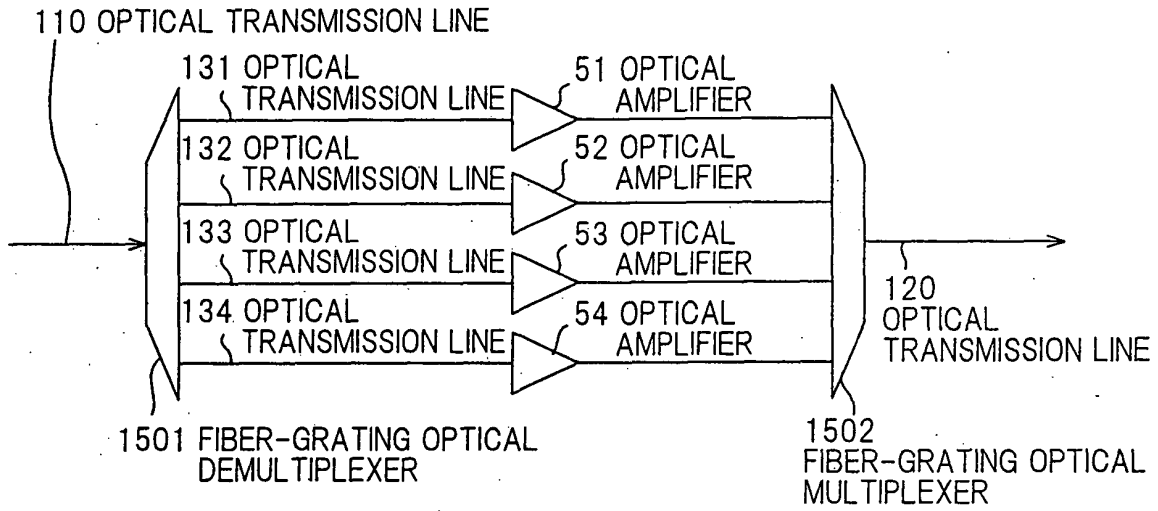 110 OPTICAL TRANSMISSION LINE
131 OPTICAL
TRANSMISSION LINE
51 OPTICAL
AMPLIFIER
132 OPTICAL
TRANSMISSION LINE
52 OPTICAL
AMPLIFIER
133 OPTICAL
TRANSMISSION LINE
53 OPTICAL
AMPLIFIER
134 OPTICAL
TRANSMISSION LINE
54 OPTICAL
AMPLIFIER
120
OPTICAL
TRANSMISSION LINE
1501 FIBER-GRATING OPTICAL
DEMULTIPLEXER
1502
FIBER-GRATING OPTICAL
MULTIPLEXER